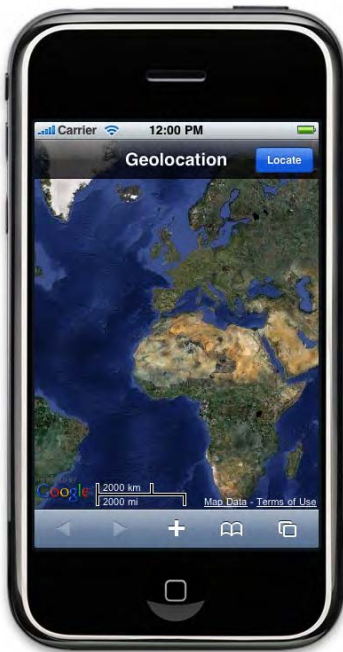 Carrier 12:00 PM
Geolocation Locate
Google 2000 km
2000 mi
Map Data - Terms of Use